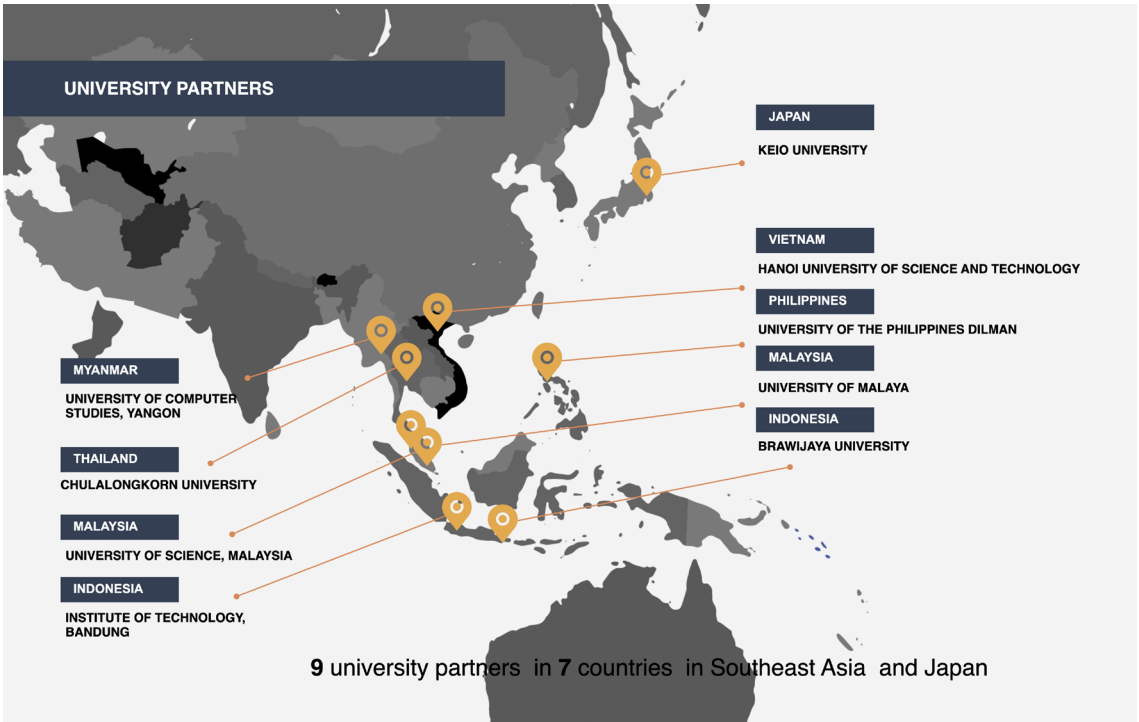 UNIVERSITY PARTNERS
JAPAN
KEIO UNIVERSITY
VIETNAM
HANOI UNIVERSITY OF SCIENCE AND TECHNOLOGY
PHILIPPINES
UNIVERSITY OF THE PHILIPPINES DILMAN
MALAYSIA
UNIVERSITY OF MALAYA
INDONESIA
BRAWIJAYA UNIVERSITY
MYANMAR
UNIVERSITY OF COMPUTER
STUDIES, YANGON
THAILAND
CHULALONGKORN UNIVERSITY
MALAYSIA
UNIVERSITY OF SCIENCE, MALAYSIA
INDONESIA
INSTITUTE OF TECHNOLOGY,
BANDUNG
9 university partners in 7 countries in Southeast Asia and Japan